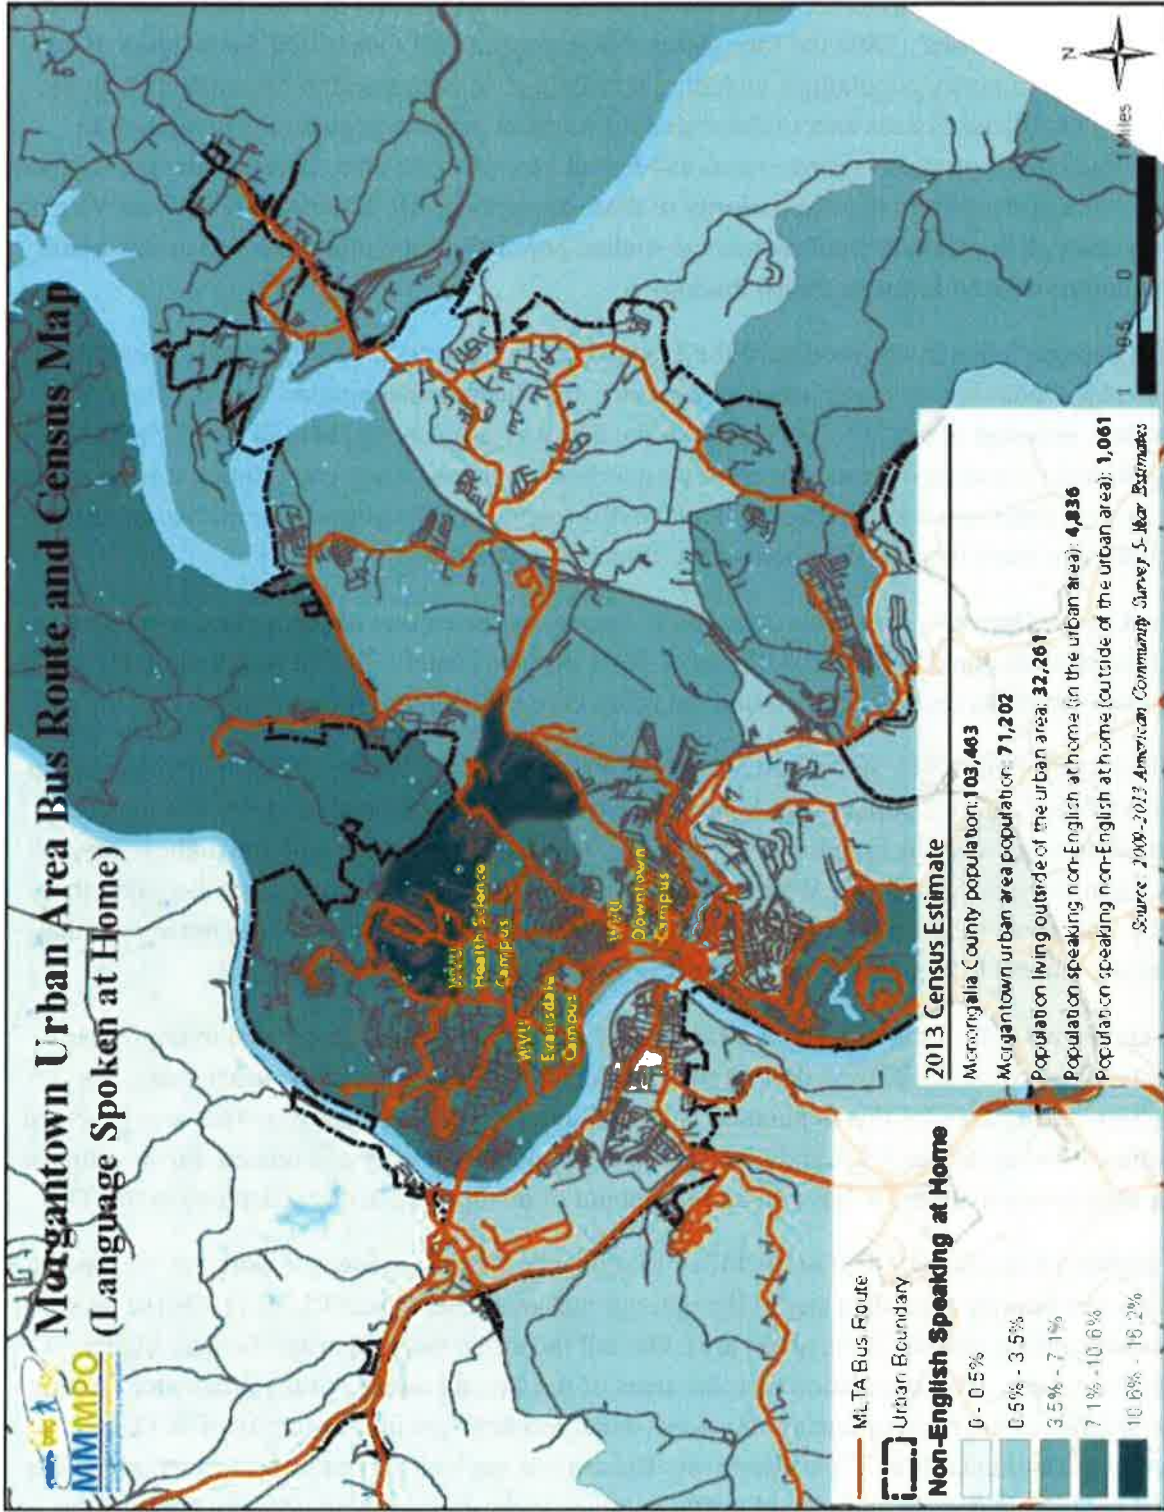 Morgantown Urban Area Bus Route and Census Map
(Language Spoken at Home)
MMMPO
WVU
Health Science
Campus
WVU
Evansdale
Campus
WVU
Downtown
Campus
N
1 0.5 0 1 Miles
MLTA Bus Route
Urban Boundary
Non-English Speaking at Home
0 - 0.5%
0.5% - 3.5%
3.5% - 7.1%
7.1% - 10.6%
10.6% - 16.2%
2013 Census Estimate
Monongalia County population: 103,463
Morgantown urban area population: 71,202
Population living outside of the urban area: 32,261
Population speaking non-English at home (in the urban area): 4,836
Population speaking non-English at home (outside of the urban area): 1,061
Source: 2009-2013 American Community Survey 5-Year Estimates